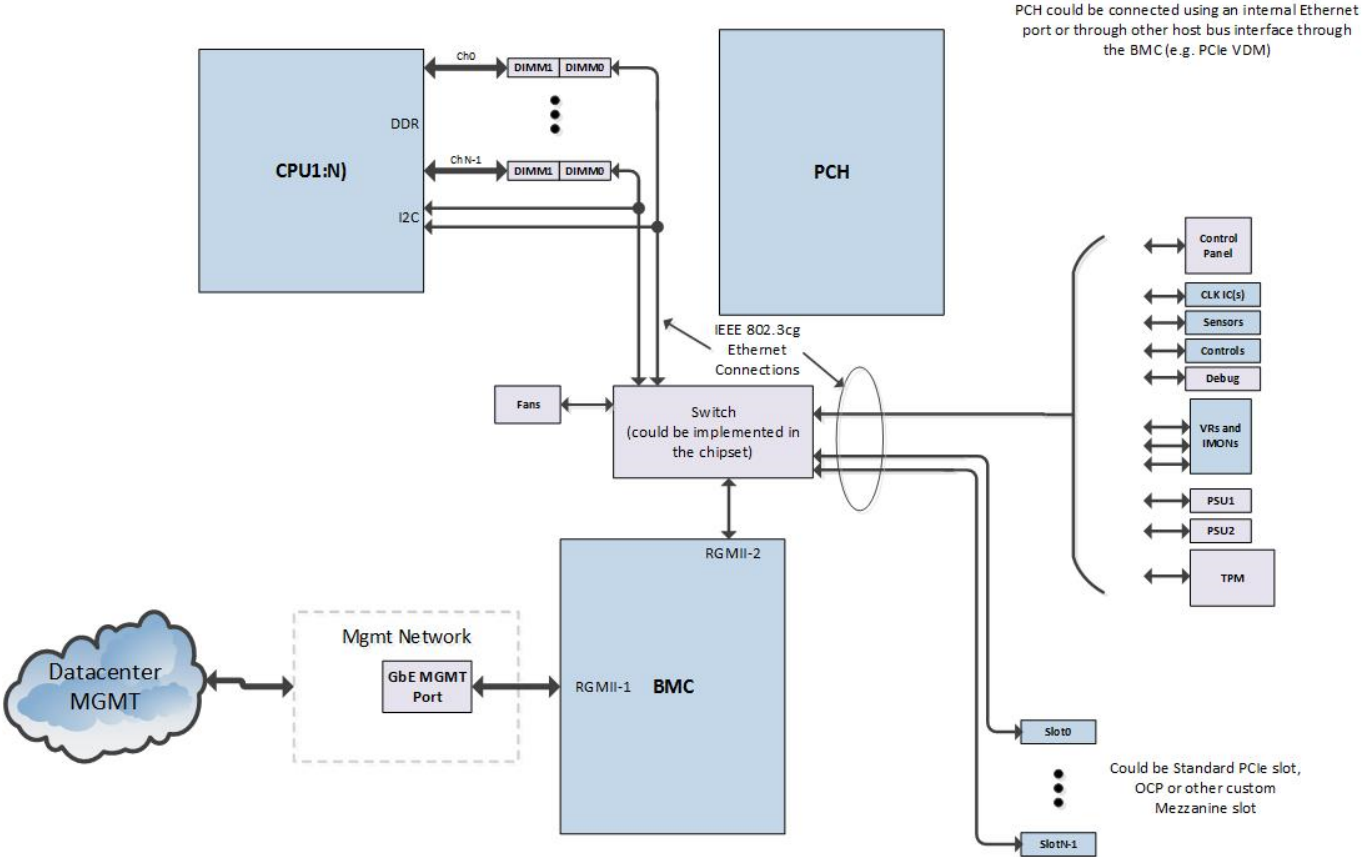 PCH could be connected using an internal Ethernet
port or through other host bus interface through
the BMC (e.g. PCIe VDM)
Ch0
DIMM1 DIMM0
DDR
CPU1:N)
PCH
Ch N-1
DIMM1 DIMM0
I2C
Control
Panel
CLK IC(s)
Sensors
Controls
Debug
IEEE 802.3cg
Ethernet
Connections
Fans
Switch
(could be implemented in
the chipset)
VRs and
IMONs
PSU1
PSU2
TPM
RGMII-2
Mgmt Network
Datacenter
MGMT
GbE MGMT
Port
RGMII-1
BMC
Slot0
Could be Standard PCIe slot,
OCP or other custom
Mezzanine slot
SlotN-1